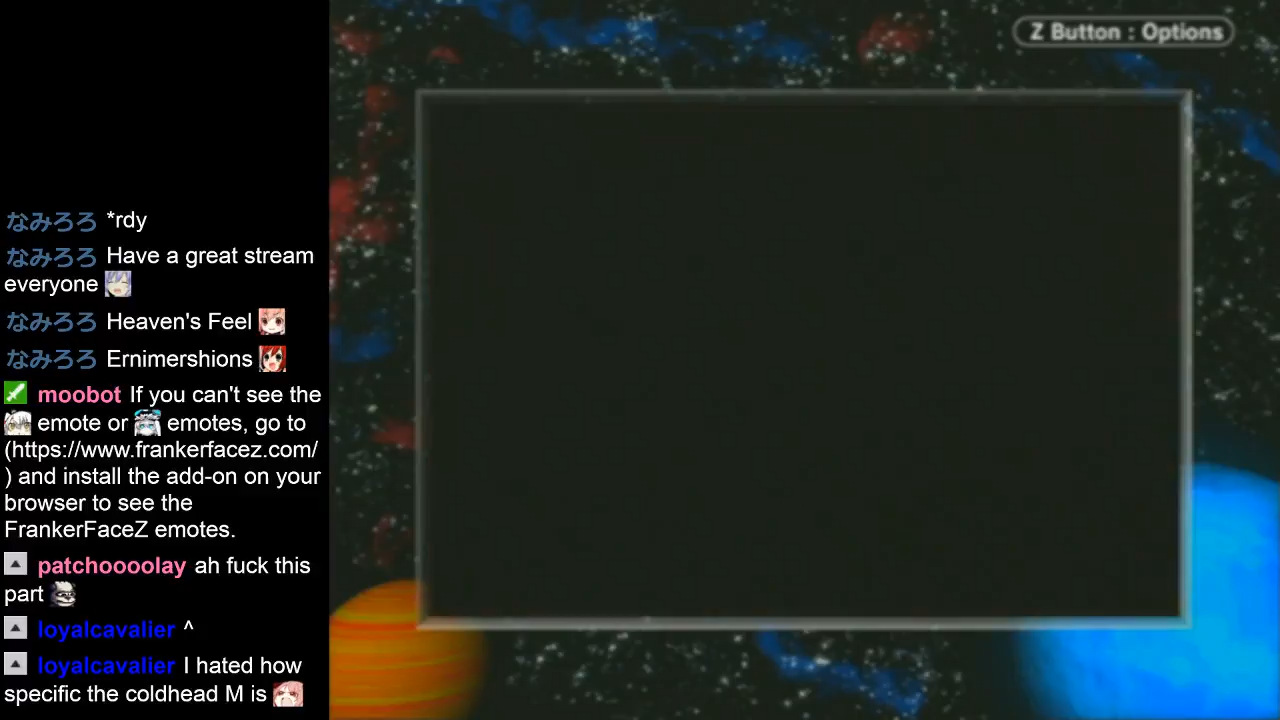 Z Button : Options
なみろろ *rdy
なみろろ Have a great stream
everyone
なみろろ Heaven's Feel
なみろろ Ernimershions
moobot If you can't see the
emote or emotes, go to
(https://www.frankerfacez.com/
) and install the add-on on your
browser to see the
FrankerFaceZ emotes.
patchoooolay ah fuck this
part
loyalcavalier ^
loyalcavalier I hated how
specific the coldhead M is